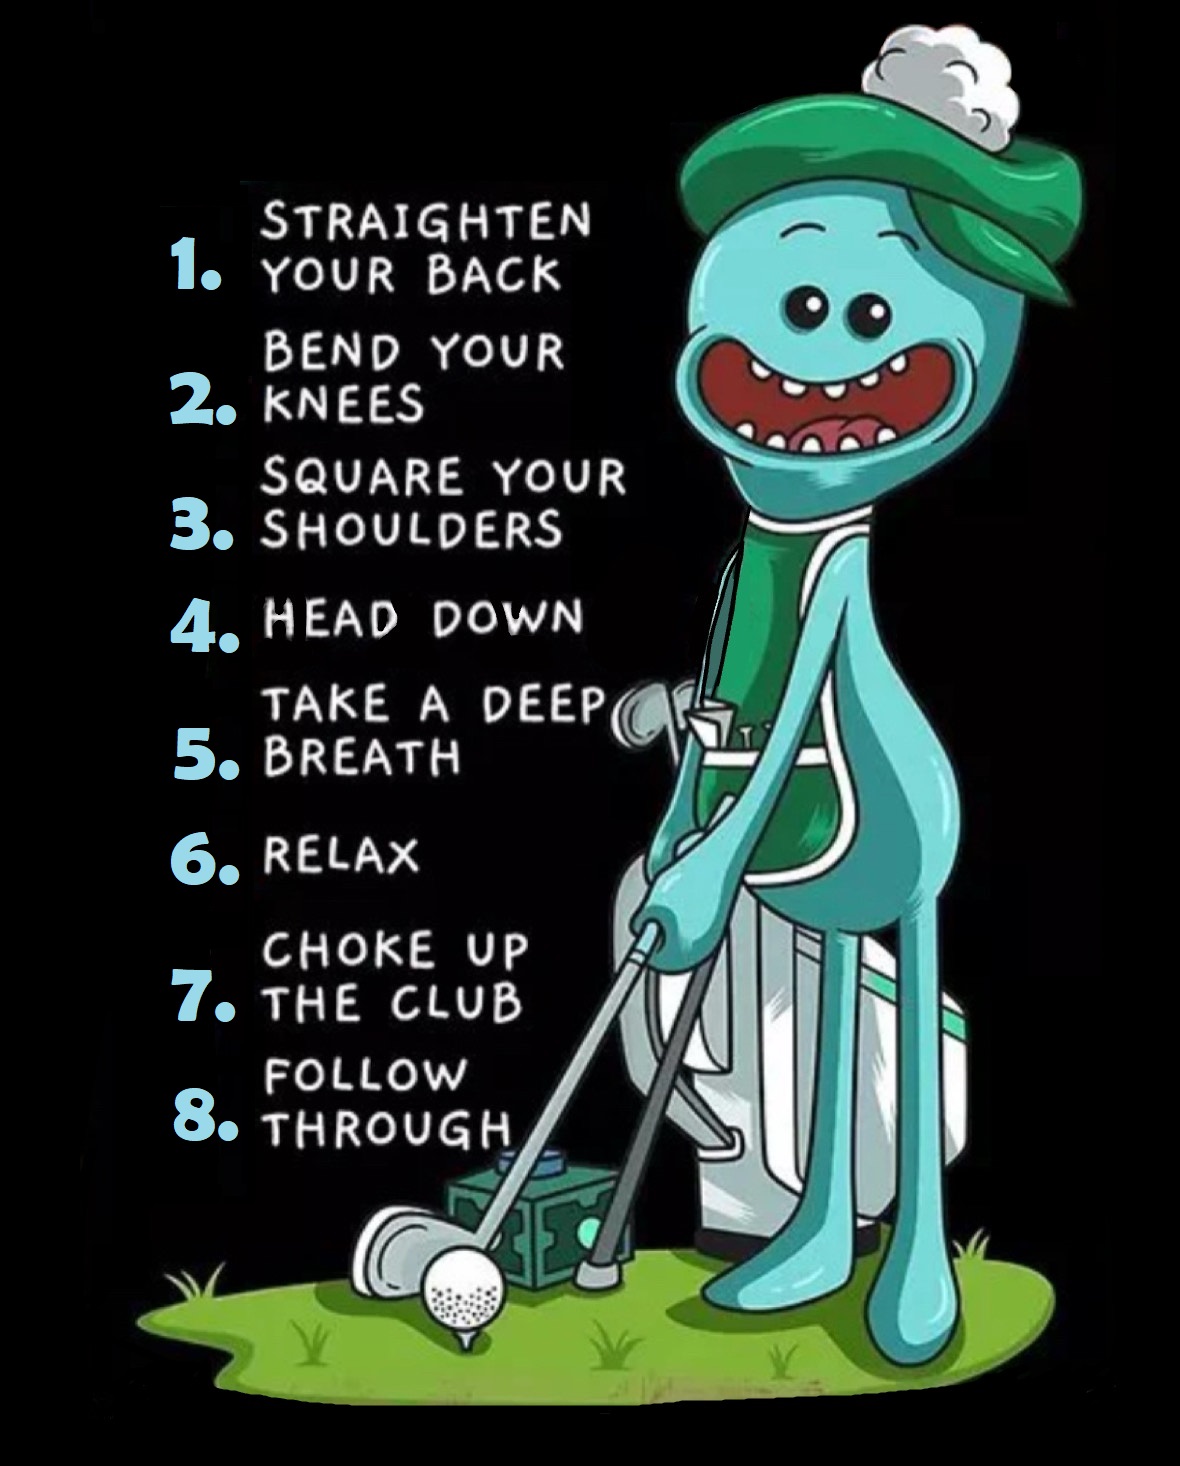 1. STRAIGHTEN
YOUR BACK
2. BEND YOUR
KNEES
3. SQUARE YOUR
SHOULDERS
4. HEAD DOWN
5. TAKE A DEEP
BREATH
6. RELAX
7. CHOKE UP
THE CLUB
8. FOLLOW
THROUGH